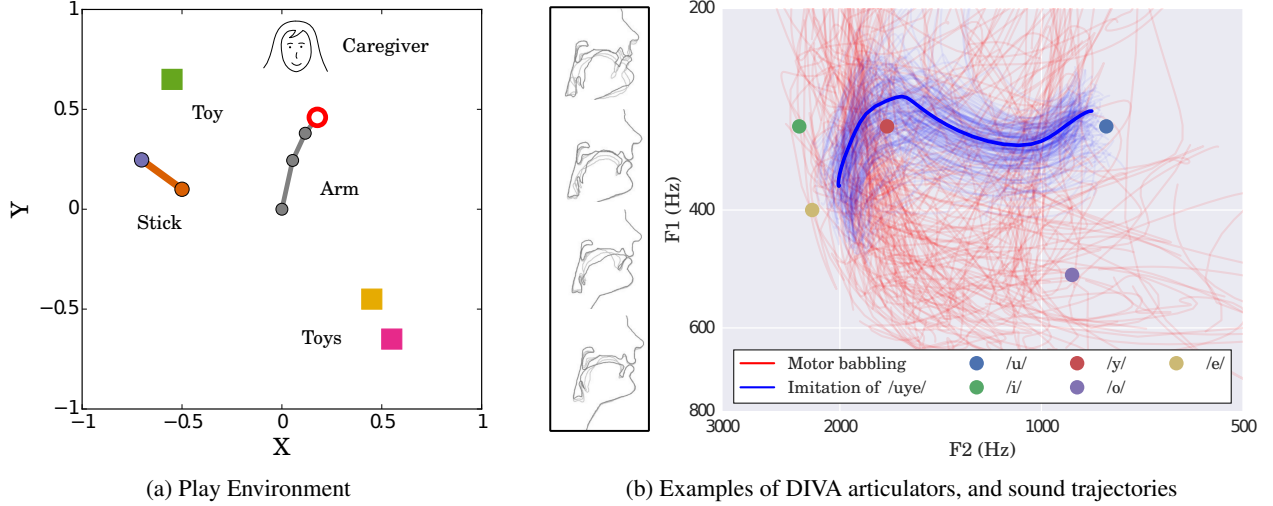 1
0.5
0
−0.5
−1
−1
−0.5
0
0.5
1
Y
X
Caregiver
Toy
Arm
Stick
Toys
(a) Play Environment
200
400
600
800
3000
2000
1000
500
F1 (Hz)
F2 (Hz)
Motor babbling
Imitation of /uye/
/u/
/y/
/e/
/i/
/o/
(b) Examples of DIVA articulators, and sound trajectories